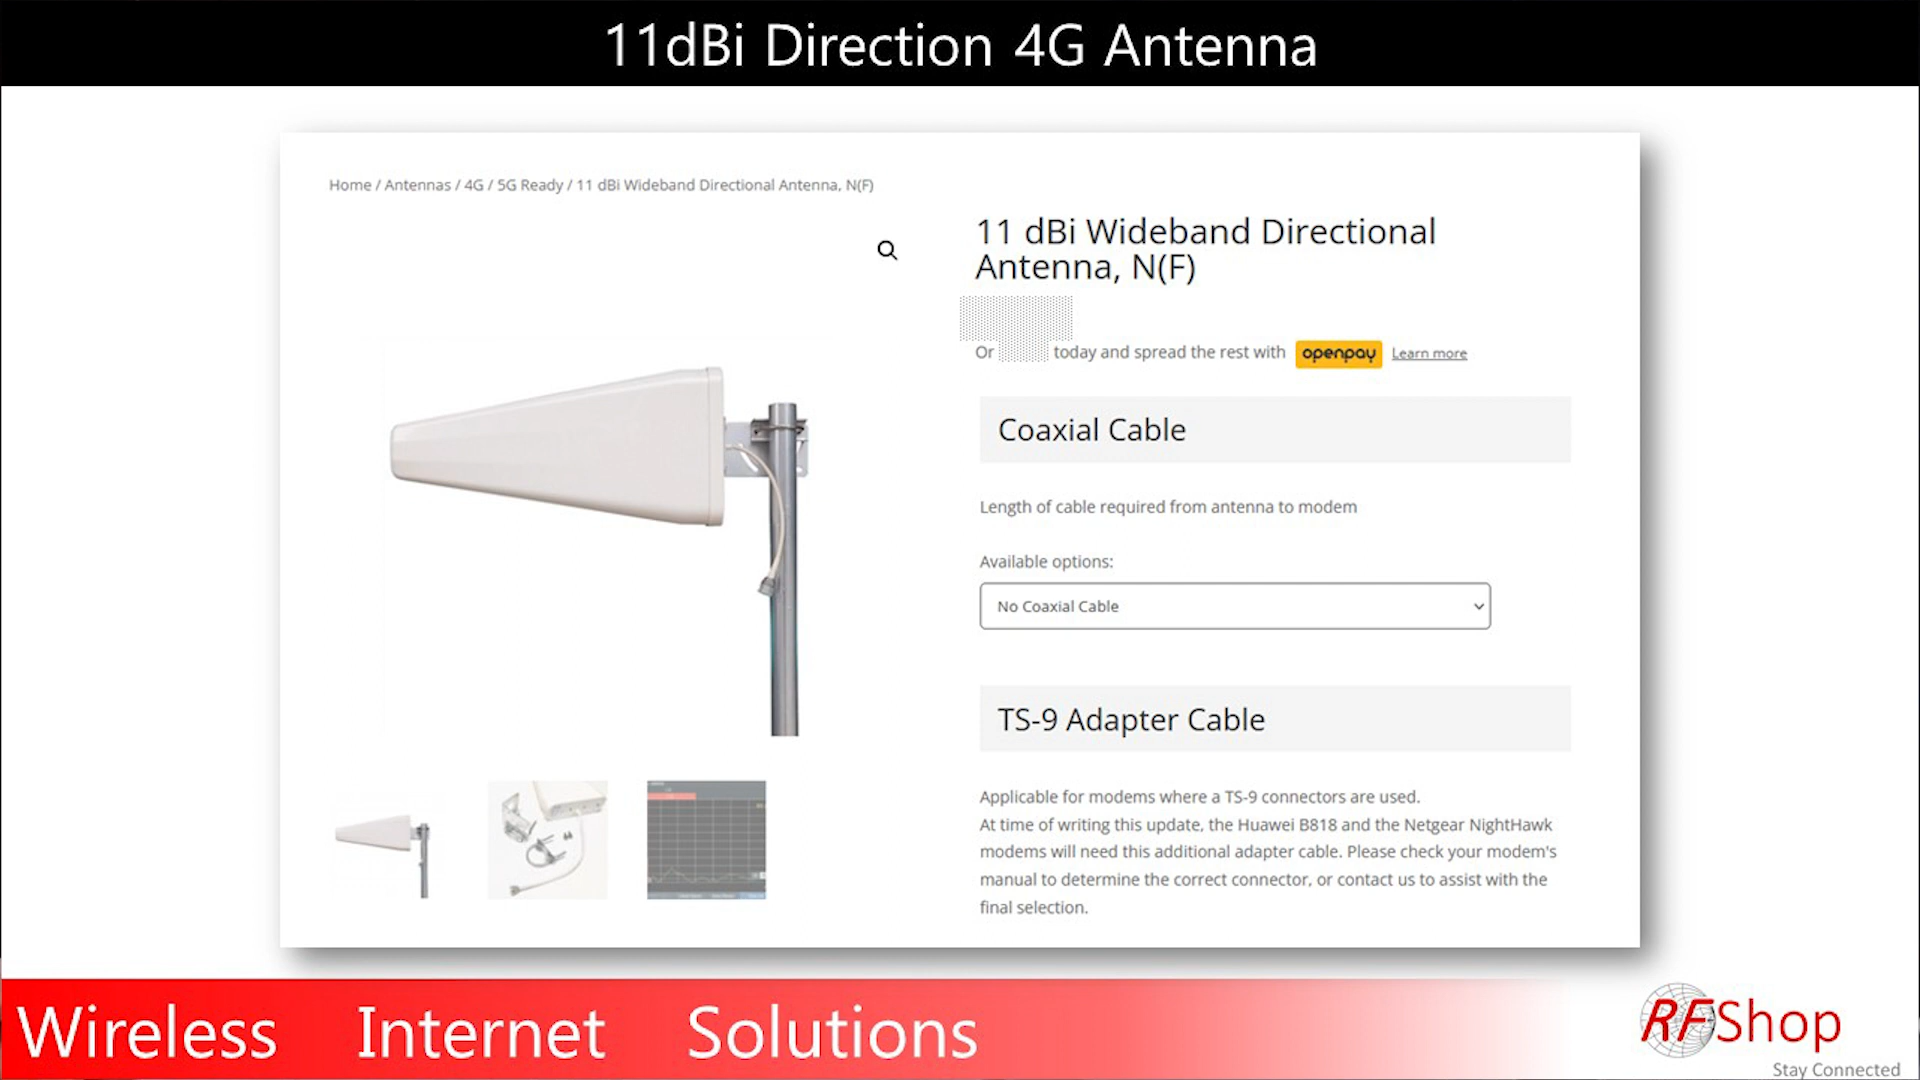 11dBi Direction 4G Antenna
Home / Antennas / 4G / 5G Ready / 11 dBi Wideband Directional Antenna, N(F)
11 dBi Wideband Directional
Antenna, N(F)
Or today and spread the rest with openpay Learn more
Coaxial Cable
Length of cable required from antenna to modem
Available options:
No Coaxial Cable
TS-9 Adapter Cable
Applicable for modems where a TS-9 connectors are used.
At time of writing this update, the Huawei B818 and the Netgear NightHawk
modems will need this additional adapter cable. Please check your modem's
manual to determine the correct connector, or contact us to assist with the
final selection.
Wireless Internet Solutions
RFShop
Stay Connected